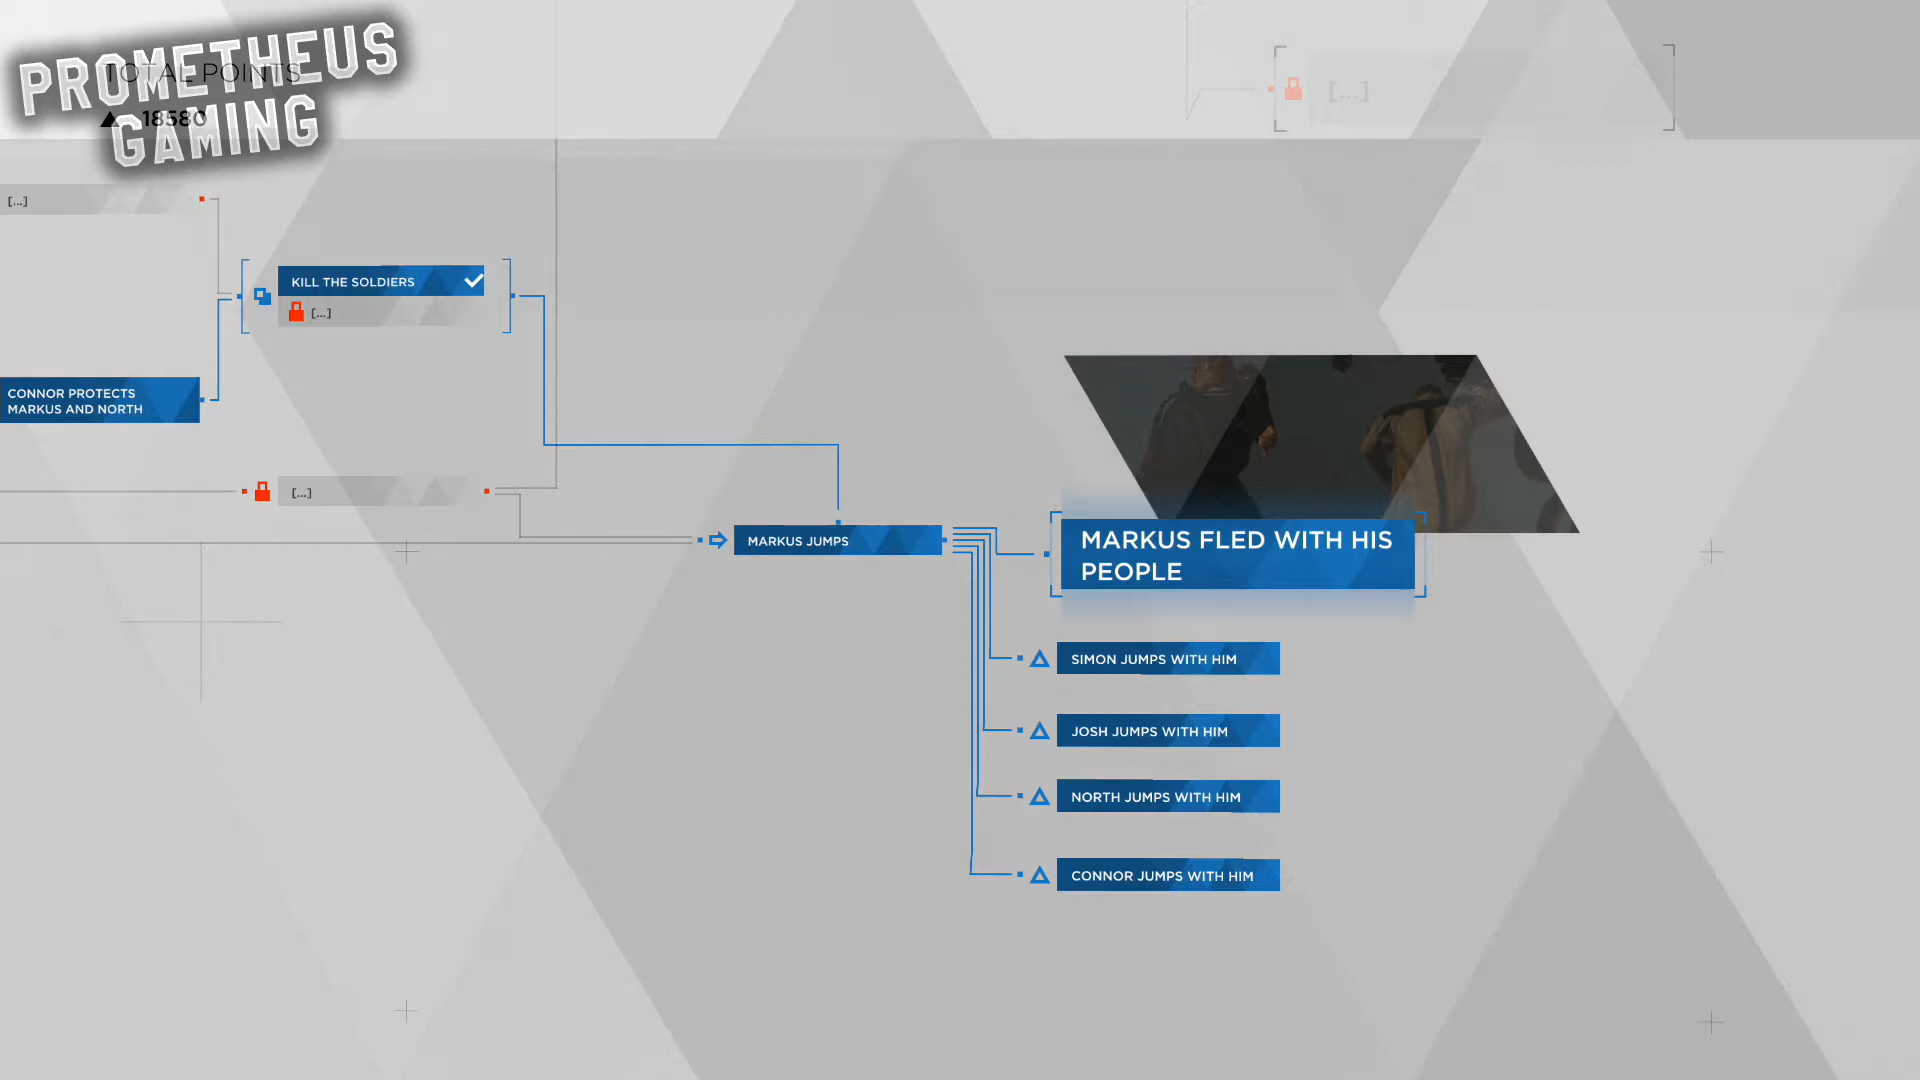 PROMETHEUS
GAMING
TOTAL POINTS
18580
[...]
[...]
KILL THE SOLDIERS
[...]
CONNOR PROTECTS
MARKUS AND NORTH
[...]
MARKUS JUMPS
MARKUS FLED WITH HIS
PEOPLE
SIMON JUMPS WITH HIM
JOSH JUMPS WITH HIM
NORTH JUMPS WITH HIM
CONNOR JUMPS WITH HIM